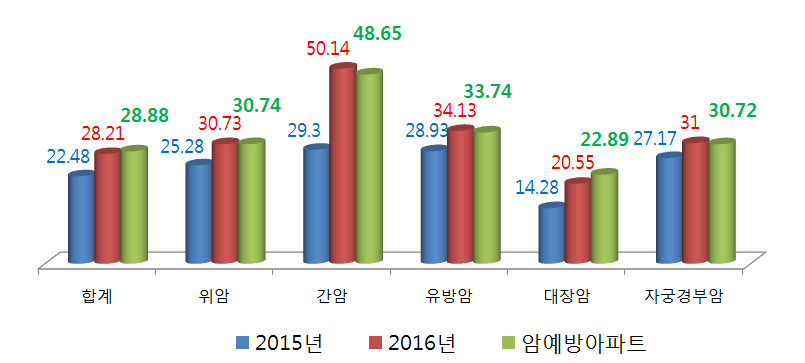 22.48 28.21 28.88
25.28 30.73 30.74
29.3 50.14 48.65
28.93 34.13 33.74
14.28 20.55 22.89
27.17 31 30.72
합계 위암 간암 유방암 대장암 자궁경부암
2015년 2016년 암예방아파트